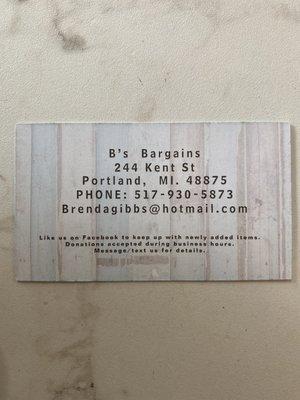 B's Bargains
244 Kent St
Portland, MI. 48875
PHONE: 517-930-5873
Brendagibbs@hotmail.com
Like us on Facebook to keep up with newly added items.
Donations accepted during business hours.
Message/text us for details.